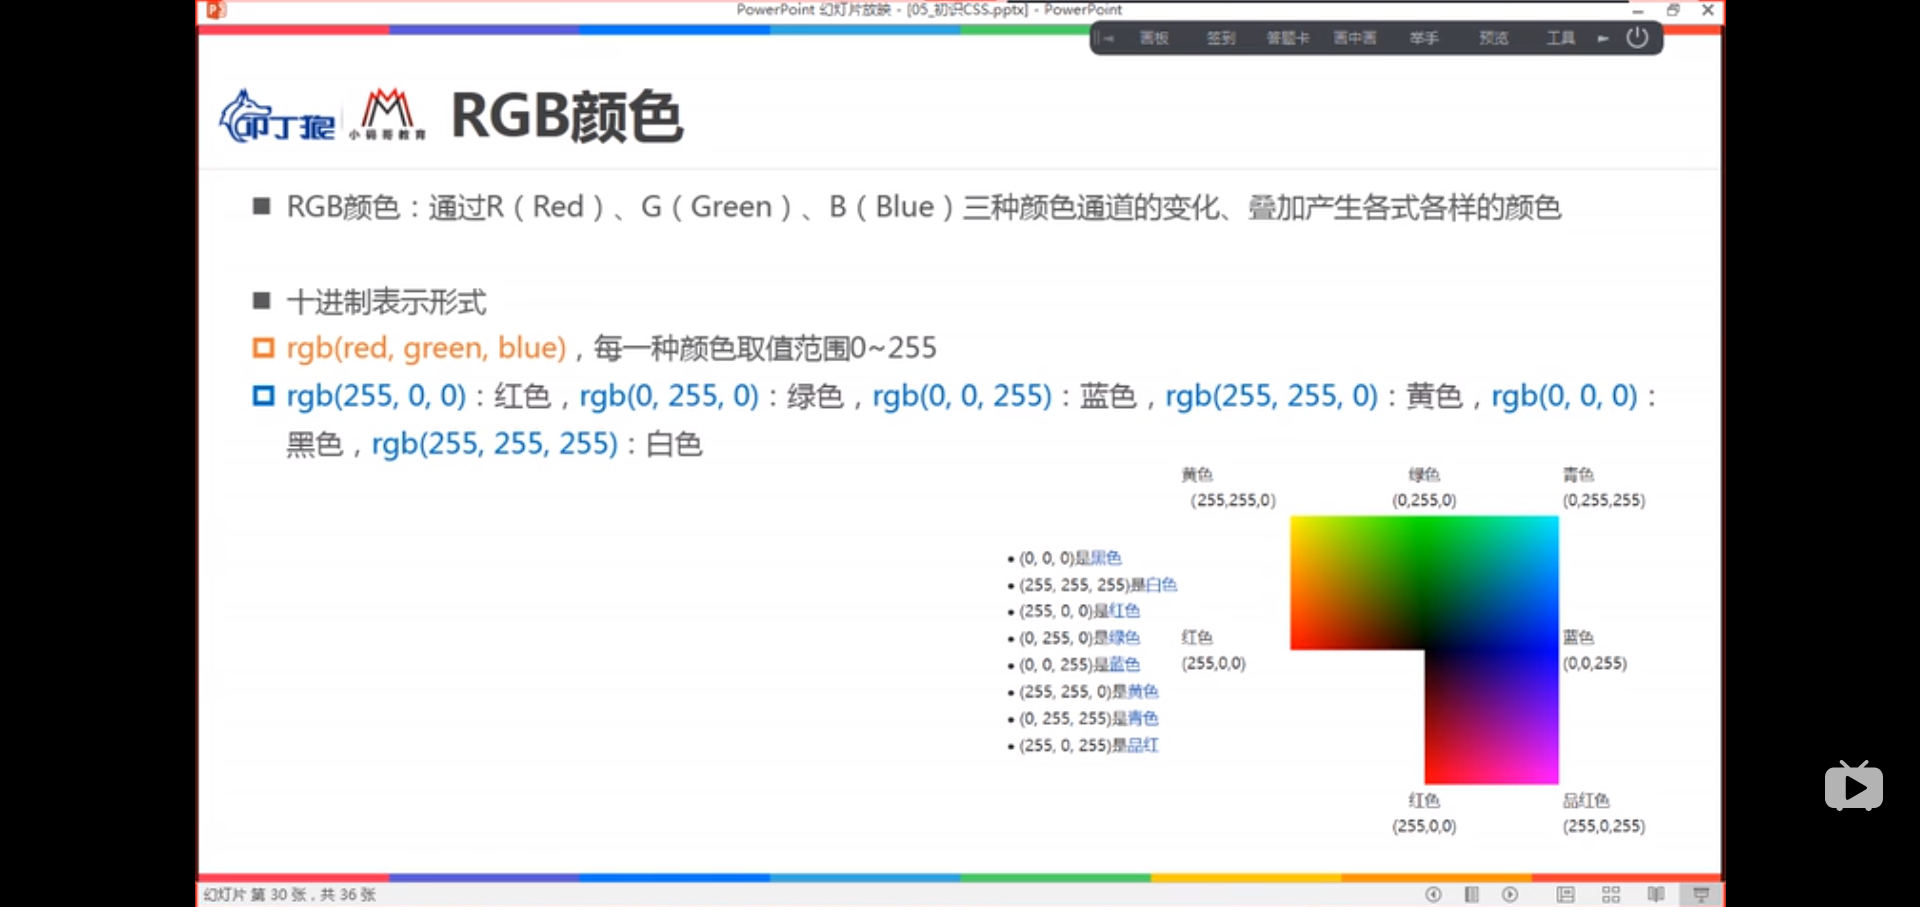 PowerPoint 幻灯片放映 - [05_初识CSS.pptx] - PowerPoint
画板 签到 答题卡 画中画 举手 预览 工具
叩丁狼 小码哥教育 RGB颜色
RGB颜色：通过R（Red）、G（Green）、B（Blue）三种颜色通道的变化、叠加产生各式各样的颜色
十进制表示形式
rgb(red, green, blue)，每一种颜色取值范围0~255
rgb(255, 0, 0)：红色，rgb(0, 255, 0)：绿色，rgb(0, 0, 255)：蓝色，rgb(255, 255, 0)：黄色，rgb(0, 0, 0)：
黑色，rgb(255, 255, 255)：白色
黄色 绿色 青色
(255,255,0) (0,255,0) (0,255,255)
• (0, 0, 0)是黑色
• (255, 255, 255)是白色
• (255, 0, 0)是红色
• (0, 255, 0)是绿色
• (0, 0, 255)是蓝色
• (255, 255, 0)是黄色
• (0, 255, 255)是青色
• (255, 0, 255)是品红
红色 蓝色
(255,0,0) (0,0,255)
红色 品红色
(255,0,0) (255,0,255)
幻灯片 第 30 张，共 36 张